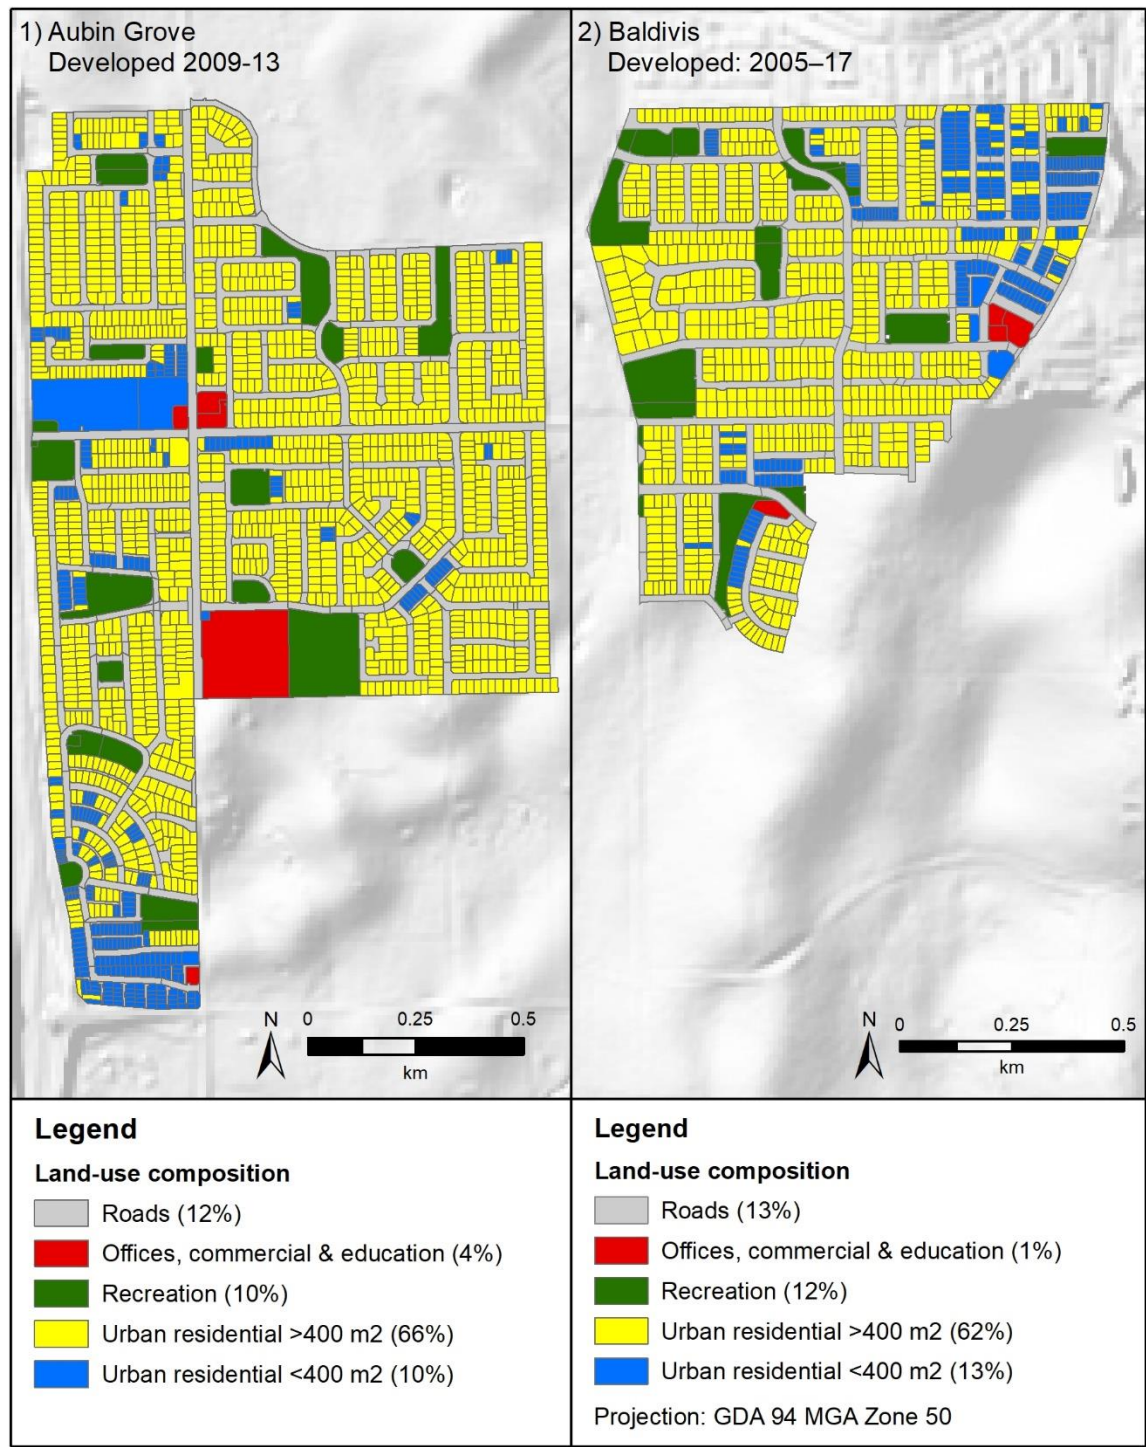 1) Aubin Grove
Developed 2009-13
N
0 0.25 0.5
km
2) Baldivis
Developed: 2005–17
N
0 0.25 0.5
km
Legend
Land-use composition
Roads (12%)
Offices, commercial & education (4%)
Recreation (10%)
Urban residential >400 m2 (66%)
Urban residential <400 m2 (10%)
Legend
Land-use composition
Roads (13%)
Offices, commercial & education (1%)
Recreation (12%)
Urban residential >400 m2 (62%)
Urban residential <400 m2 (13%)
Projection: GDA 94 MGA Zone 50